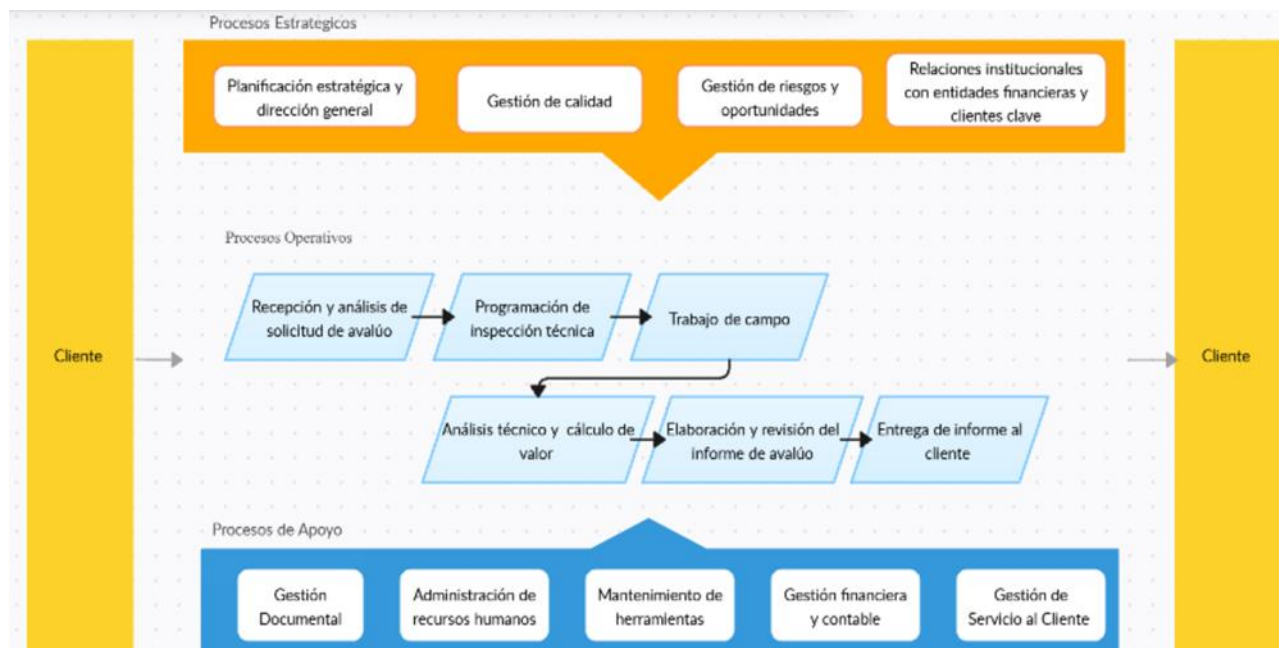 Procesos Estrategicos
Planificación estratégica y
dirección general
Gestión de calidad
Gestión de riesgos y
oportunidades
Relaciones institucionales
con entidades financieras y
clientes clave
Procesos Operativos
Recepción y análisis de
solicitud de avalúo
Programación de
inspección técnica
Trabajo de campo
Cliente
Cliente
Análisis técnico y cálculo de
valor
Elaboración y revisión del
informe de avalúo
Entrega de informe al
cliente
Procesos de Apoyo
Gestión
Documental
Administración de
recursos humanos
Mantenimiento de
herramientas
Gestión financiera
y contable
Gestión de
Servicio al Cliente